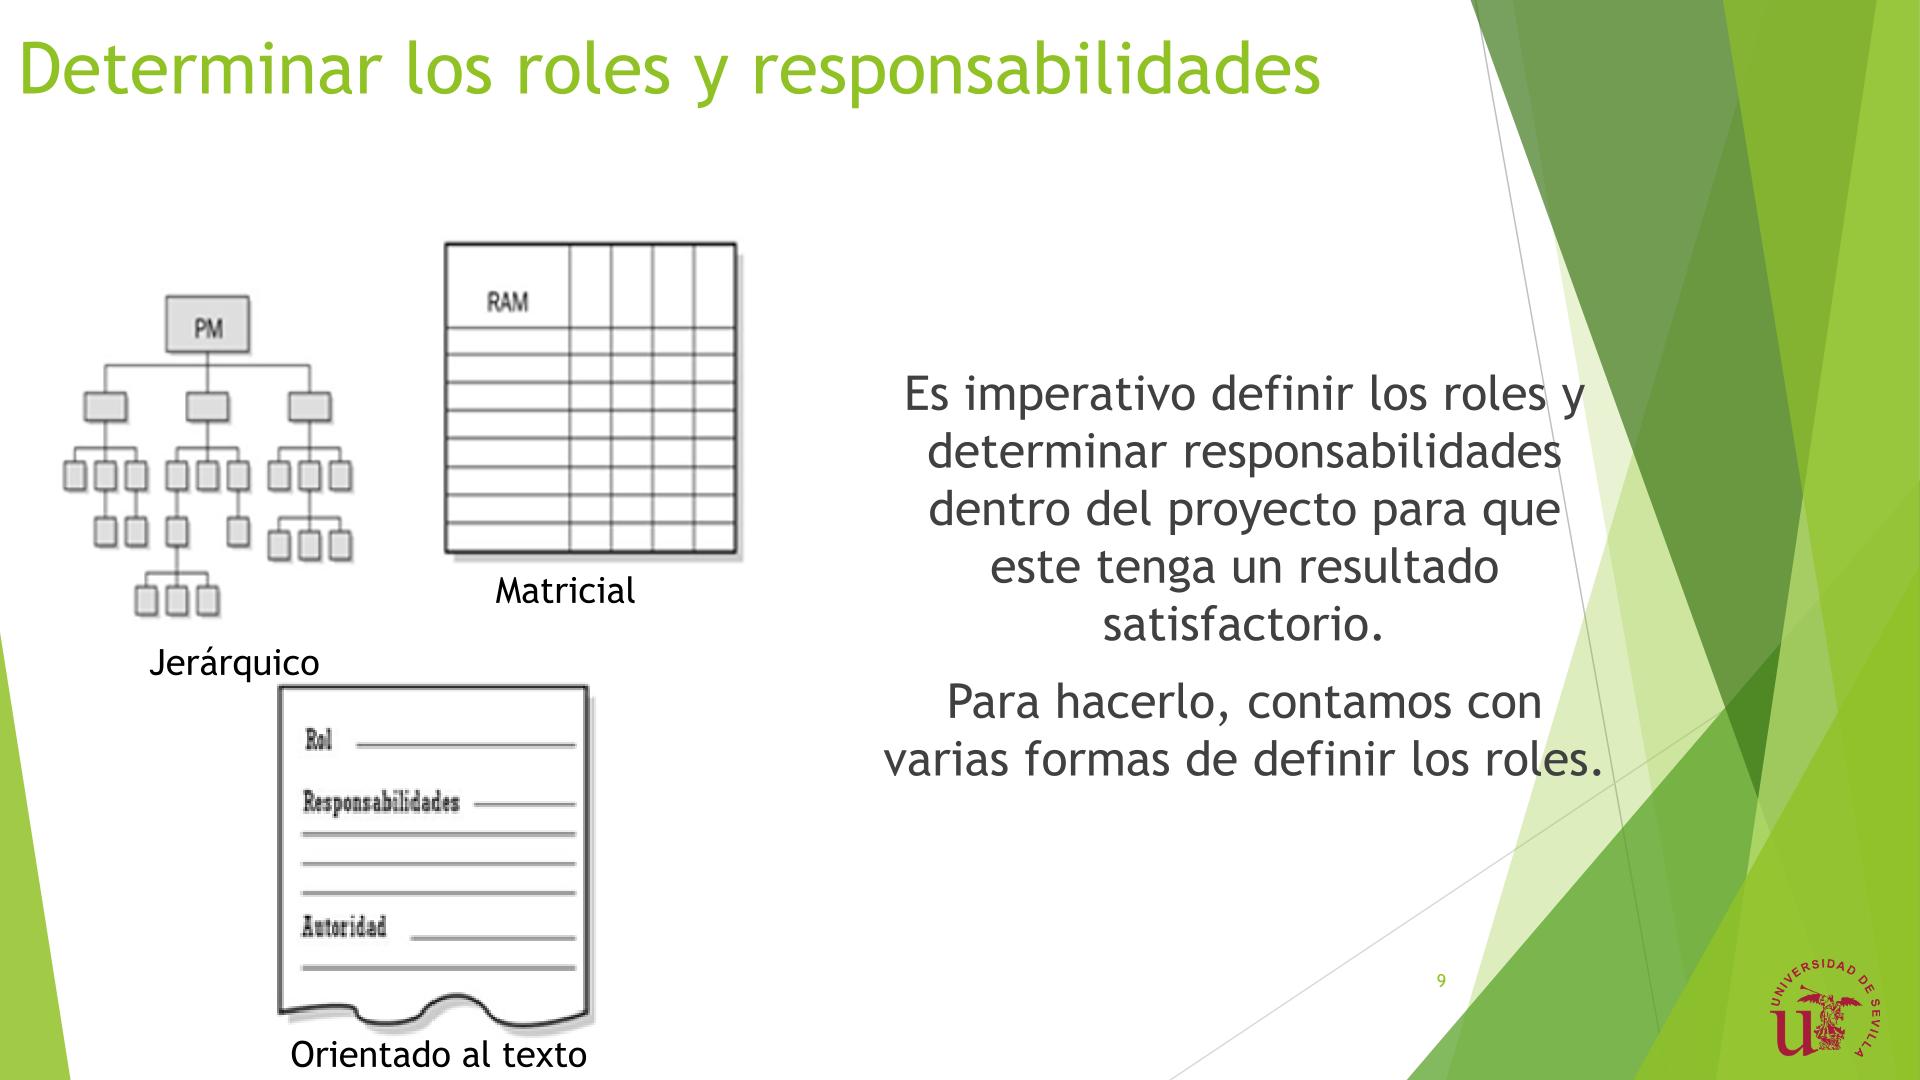 Determinar los roles y responsabilidades
PM
Jerárquico
RAM
Matricial
Rol
Responsabilidades
Autoridad
Orientado al texto
Es imperativo definir los roles y
determinar responsabilidades
dentro del proyecto para que
este tenga un resultado
satisfactorio.
Para hacerlo, contamos con
varias formas de definir los roles.
9
UNIVERSIDAD DE SEVILLA
u